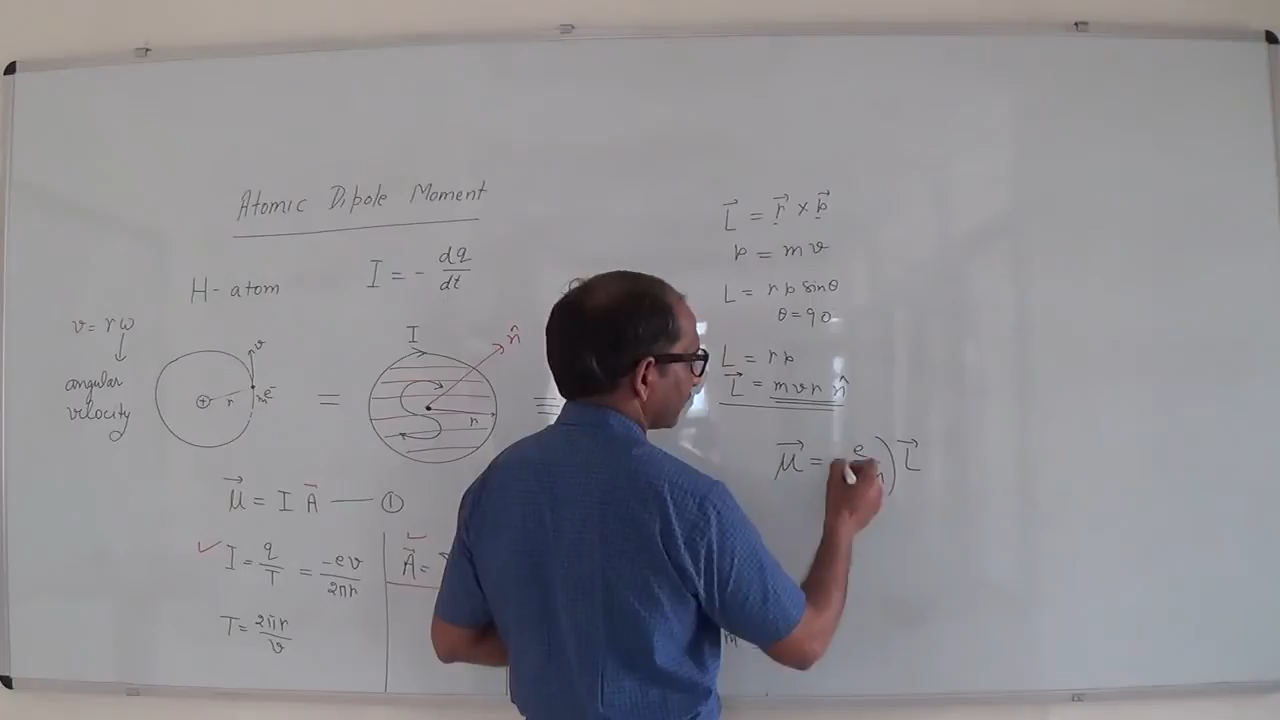 Atomic Dipole Moment
H-atom
I = - dq/dt
v = rω
angular
velocity
+
r
v
m e⁻
=
I
n̂
r
≡
μ⃗ = I A⃗ — ①
✓ I = q/T = -ev/2πr
T = 2πr/v
A⃗ =
L⃗ = r⃗ × p⃗
p = mv
L = rp sinθ
θ = 90
L = rp
L⃗ = mvr n̂
μ⃗ = e ) L⃗
m